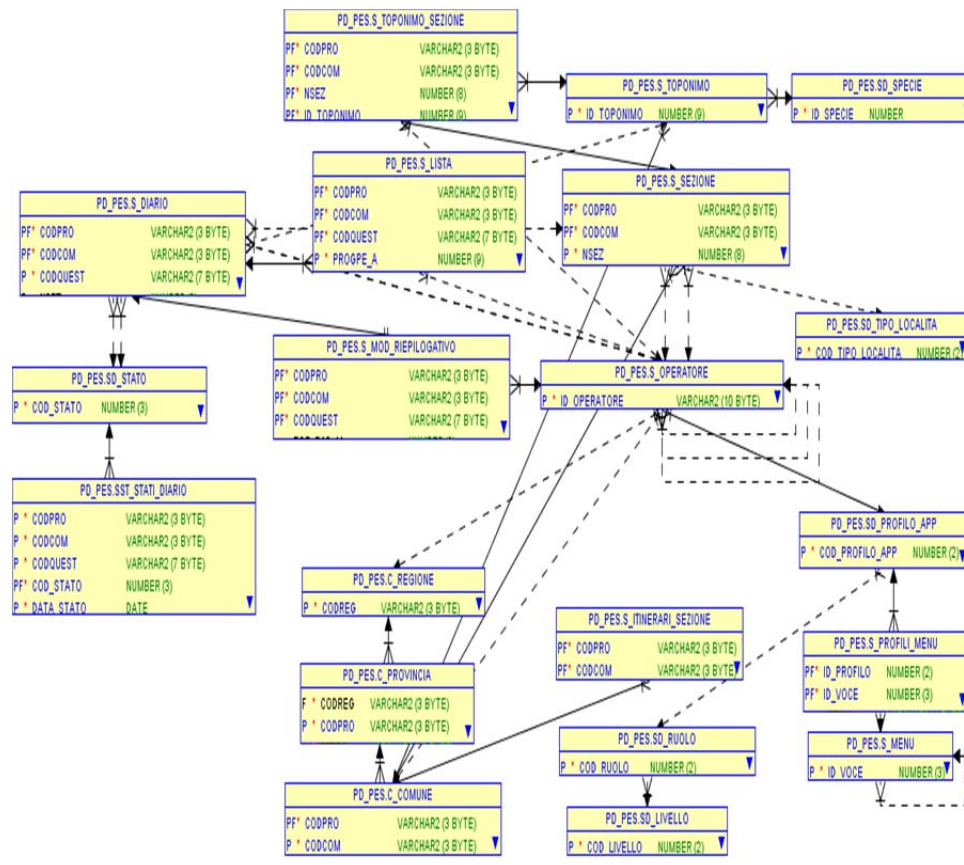 PD_PES.S_TOPONIMO_SEZIONE
PF* CODPRO VARCHAR2 (3 BYTE)
PF* CODCOM VARCHAR2 (3 BYTE)
PF* NSEZ NUMBER (8)
PF* ID_TOPONIMO NUMBER (9)
PD_PES.S_TOPONIMO
P * ID_TOPONIMO NUMBER (9)
PD_PES.SD_SPECIE
P * ID_SPECIE NUMBER
PD_PES.S_LISTA
PF* CODPRO VARCHAR2 (3 BYTE)
PF* CODCOM VARCHAR2 (3 BYTE)
PF* CODQUEST VARCHAR2 (7 BYTE)
P * PROGPE_A NUMBER (9)
PD_PES.S_SEZIONE
PF* CODPRO VARCHAR2 (3 BYTE)
PF* CODCOM VARCHAR2 (3 BYTE)
P * NSEZ NUMBER (8)
PD_PES.S_DIARIO
PF* CODPRO VARCHAR2 (3 BYTE)
PF* CODCOM VARCHAR2 (3 BYTE)
P * CODQUEST VARCHAR2 (7 BYTE)
PD_PES.SD_TIPO_LOCALITA
P * COD_TIPO_LOCALITA NUMBER (2)
PD_PES.S_MOD_RIEPILOGATIVO
PF* CODPRO VARCHAR2 (3 BYTE)
PF* CODCOM VARCHAR2 (3 BYTE)
PF* CODQUEST VARCHAR2 (7 BYTE)
PD_PES.S_OPERATORE
P * ID_OPERATORE VARCHAR2 (10 BYTE)
PD_PES.SD_STATO
P * COD_STATO NUMBER (3)
PD_PES.SST_STATI_DIARIO
P * CODPRO VARCHAR2 (3 BYTE)
P * CODCOM VARCHAR2 (3 BYTE)
P * CODQUEST VARCHAR2 (7 BYTE)
PF* COD_STATO NUMBER (3)
P * DATA_STATO DATE
PD_PES.SD_PROFILO_APP
P * COD_PROFILO_APP NUMBER (2)
PD_PES.C_REGIONE
P * CODREG VARCHAR2 (3 BYTE)
PD_PES.S_ITINERARI_SEZIONE
PF* CODPRO VARCHAR2 (3 BYTE)
PF* CODCOM VARCHAR2 (3 BYTE)
PD_PES.S_PROFILI_MENU
PF* ID_PROFILO NUMBER (2)
PF* ID_VOCE NUMBER (3)
PD_PES.C_PROVINCIA
F * CODREG VARCHAR2 (3 BYTE)
P * CODPRO VARCHAR2 (3 BYTE)
PD_PES.SD_RUOLO
P * COD_RUOLO NUMBER (2)
PD_PES.S_MENU
P * ID_VOCE NUMBER (3)
PD_PES.C_COMUNE
PF* CODPRO VARCHAR2 (3 BYTE)
P * CODCOM VARCHAR2 (3 BYTE)
PD_PES.SD_LIVELLO
P * COD_LIVELLO NUMBER (2)